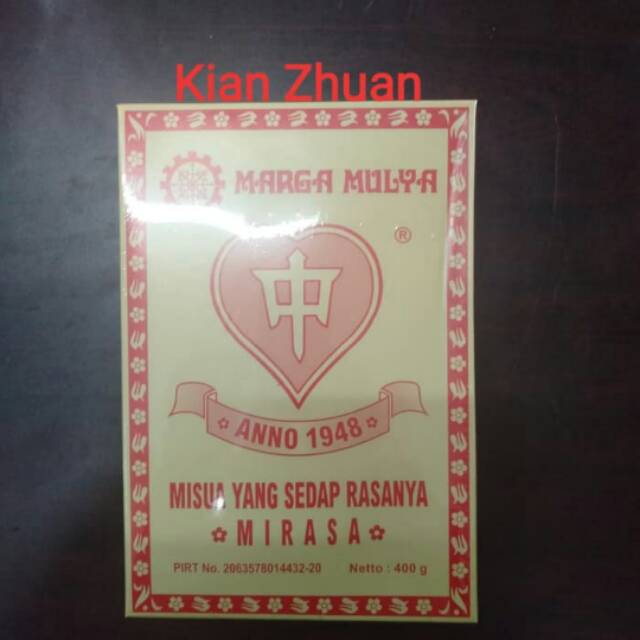 Kian Zhuan
MARGA MULYA
®
中
ANNO 1948
MISUA YANG SEDAP RASANYA
MIRASA
PIRT No. 2063578014432-20 Netto : 400 g